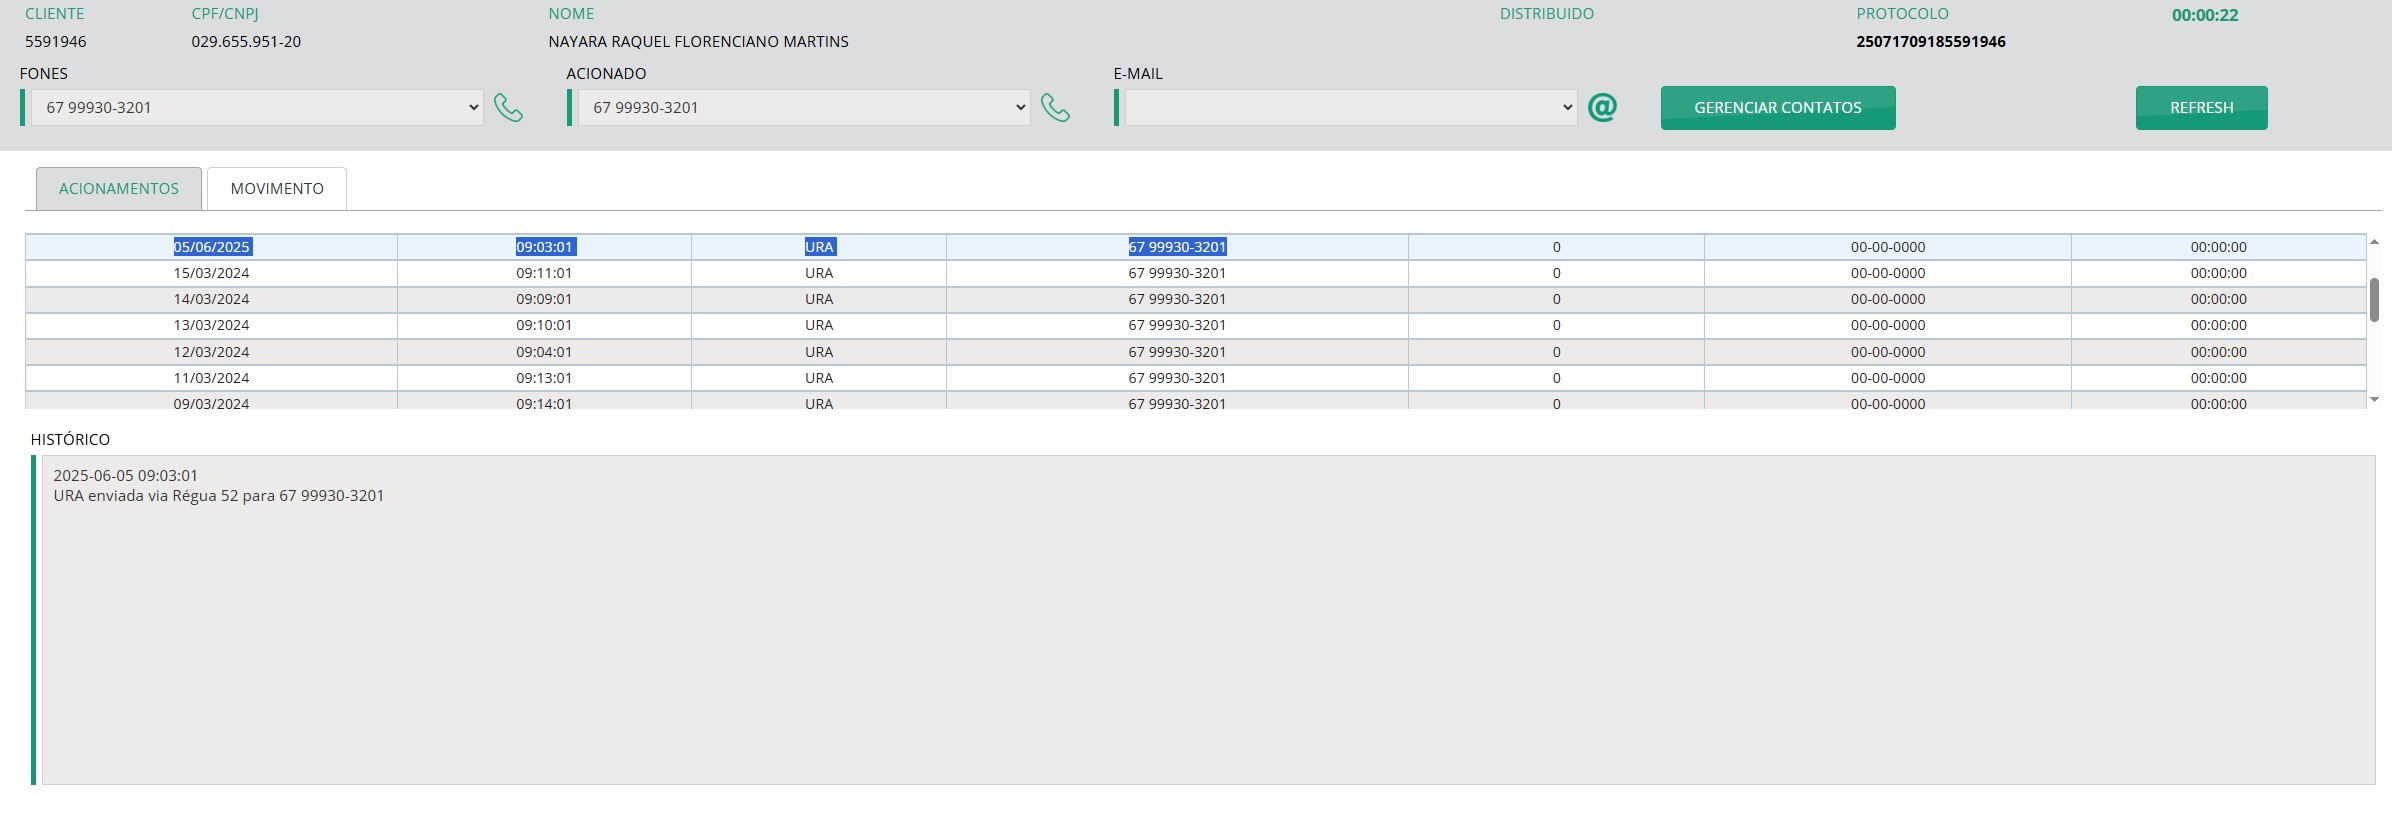 CLIENTE CPF/CNPJ NOME DISTRIBUIDO PROTOCOLO 00:00:22
5591946 029.655.951-20 NAYARA RAQUEL FLORENCIANO MARTINS 25071709185591946
FONES ACIONADO E-MAIL
67 99930-3201 67 99930-3201 @ GERENCIAR CONTATOS REFRESH
ACIONAMENTOS MOVIMENTO
05/06/2025 09:03:01 URA 67 99930-3201 0 00-00-0000 00:00:00
15/03/2024 09:11:01 URA 67 99930-3201 0 00-00-0000 00:00:00
14/03/2024 09:09:01 URA 67 99930-3201 0 00-00-0000 00:00:00
13/03/2024 09:10:01 URA 67 99930-3201 0 00-00-0000 00:00:00
12/03/2024 09:04:01 URA 67 99930-3201 0 00-00-0000 00:00:00
11/03/2024 09:13:01 URA 67 99930-3201 0 00-00-0000 00:00:00
09/03/2024 09:14:01 URA 67 99930-3201 0 00-00-0000 00:00:00
HISTÓRICO
2025-06-05 09:03:01
URA enviada via Régua 52 para 67 99930-3201